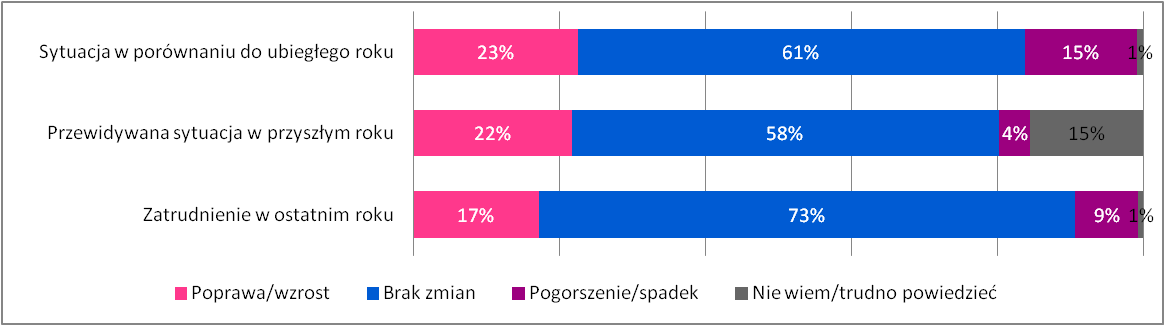 Sytuacja w porównaniu do ubiegłego roku
23% 61% 15% 1%
Przewidywana sytuacja w przyszłym roku
22% 58% 4% 15%
Zatrudnienie w ostatnim roku
17% 73% 9% 1%
Poprawa/wzrost Brak zmian Pogorszenie/spadek Nie wiem/trudno powiedzieć